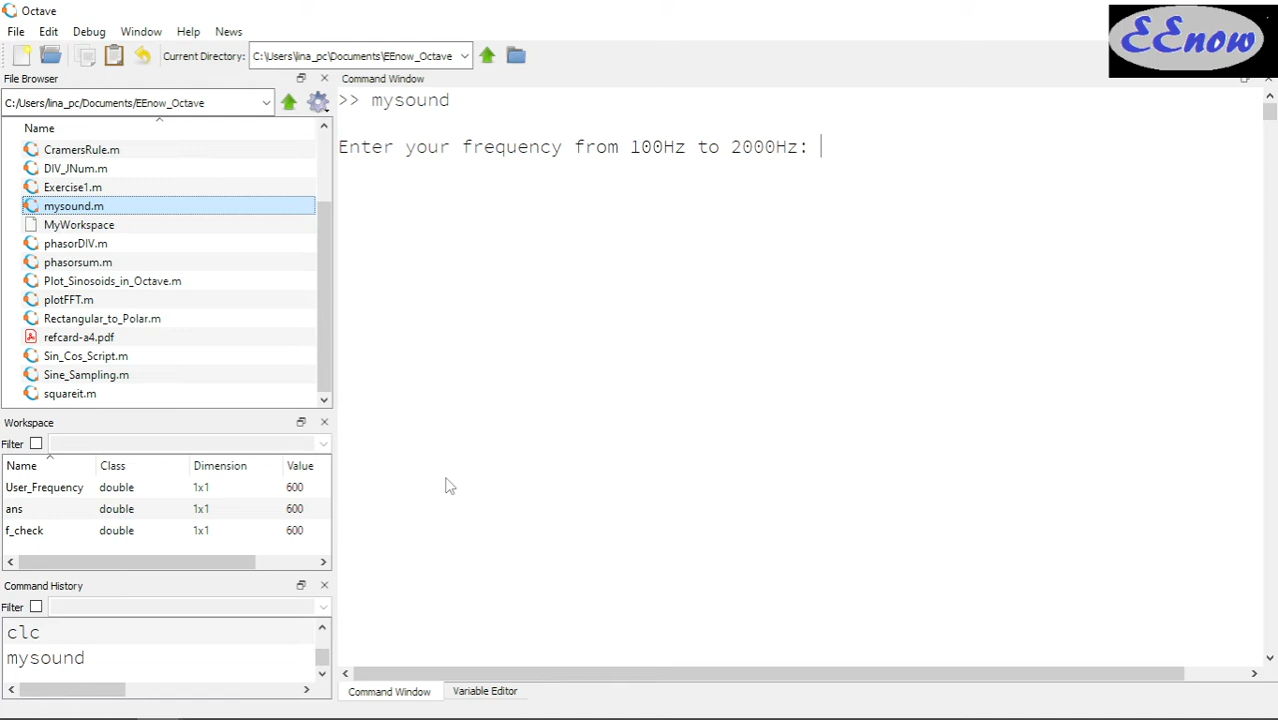 Octave
EEnow
File Edit Debug Window Help News
Current Directory: C:\Users\lina_pc\Documents\EEnow_Octave
File Browser
C:/Users/lina_pc/Documents/EEnow_Octave
Name
CramersRule.m
DIV_JNum.m
Exercise1.m
mysound.m
MyWorkspace
phasorDIV.m
phasorsum.m
Plot_Sinosoids_in_Octave.m
plotFFT.m
Rectangular_to_Polar.m
refcard-a4.pdf
Sin_Cos_Script.m
Sine_Sampling.m
squareit.m
Workspace
Filter
Name Class Dimension Value
User_Frequency double 1x1 600
ans double 1x1 600
f_check double 1x1 600
Command History
Filter
clc
mysound
Command Window
>> mysound
Enter your frequency from 100Hz to 2000Hz:
Command Window Variable Editor